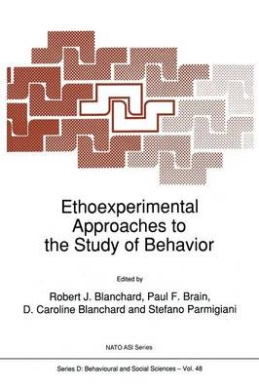 Ethoexperimental
Approaches to
the Study of Behavior
Edited by
Robert J. Blanchard, Paul F. Brain,
D. Caroline Blanchard and Stefano Parmigiani
NATO ASI Series
Series D: Behavioural and Social Sciences – Vol. 48